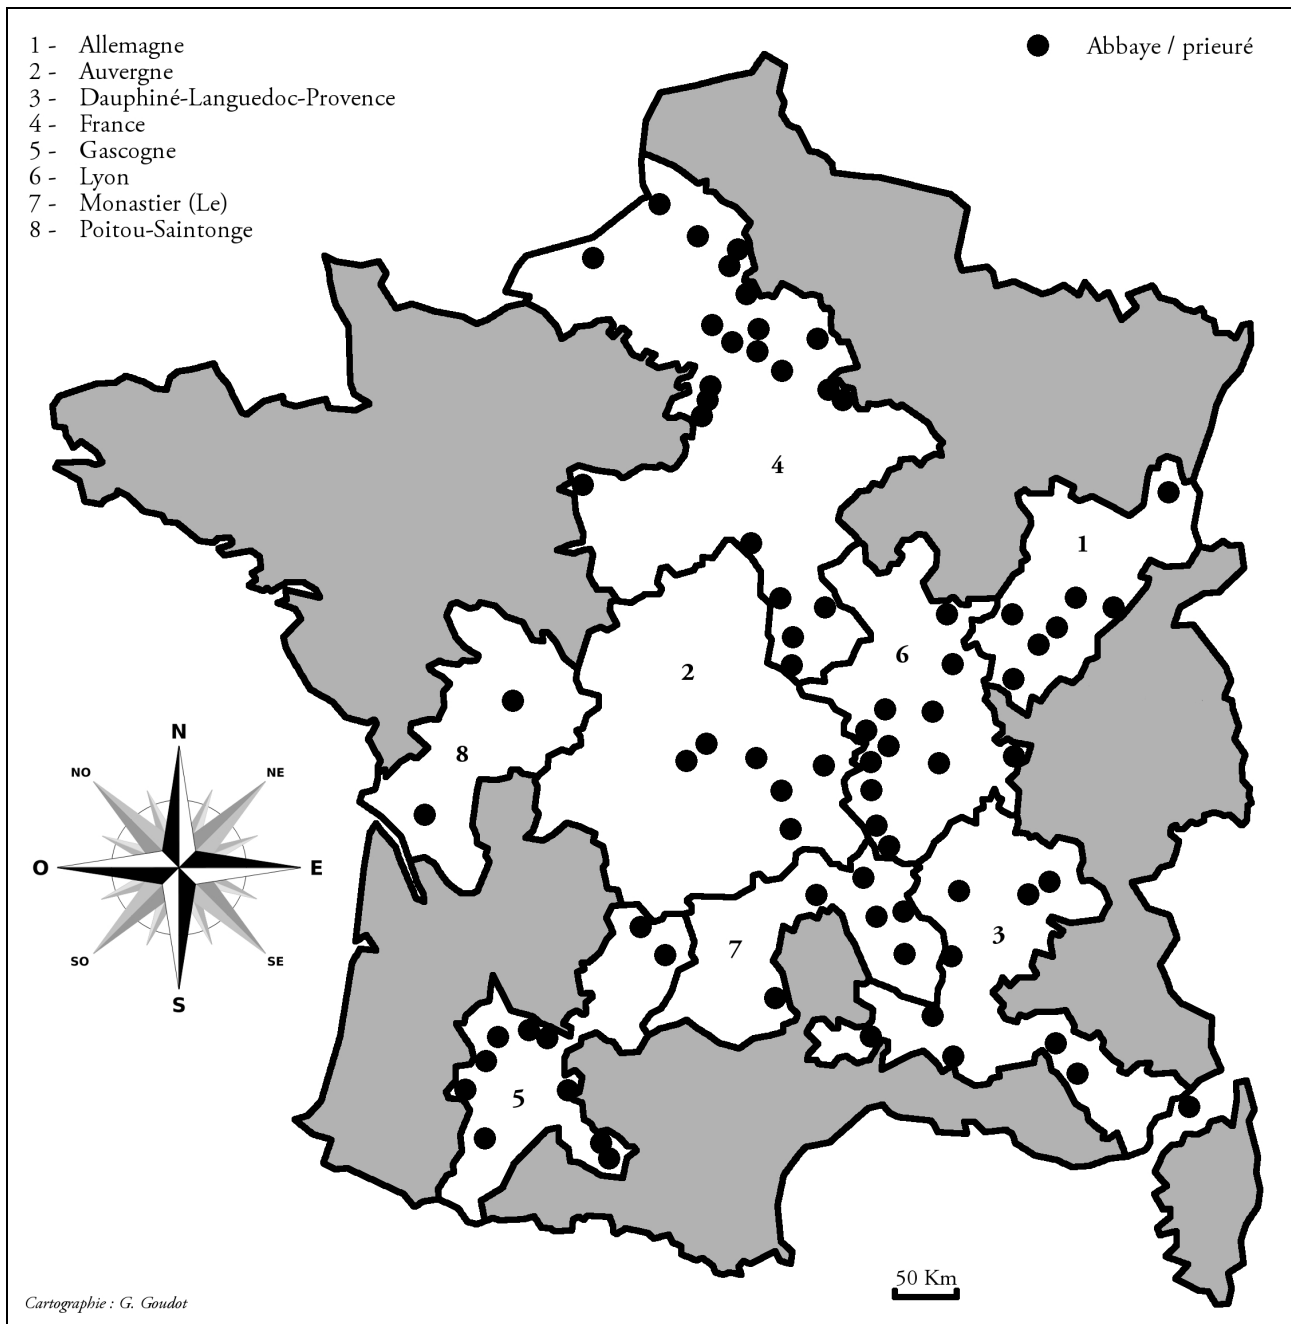 1 - Allemagne
2 - Auvergne
3 - Dauphiné-Languedoc-Provence
4 - France
5 - Gascogne
6 - Lyon
7 - Monastier (Le)
8 - Poitou-Saintonge
Abbaye / prieuré
4
1
6
2
8
N
NO
NE
O
E
SO
SE
S
7
3
5
50 Km
Cartographie : G. Goudot